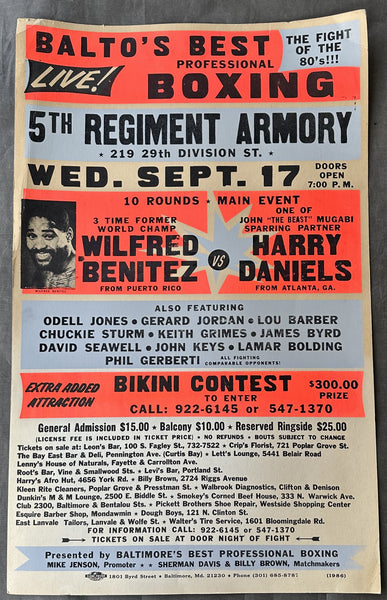 BALTO'S BEST
PROFESSIONAL
THE FIGHT
OF THE
80's!!!
LIVE!
BOXING
5TH REGIMENT ARMORY
• 219 29th DIVISION ST. •
WED. SEPT. 17
DOORS
OPEN
7:00 P.M.
10 ROUNDS • MAIN EVENT
3 TIME FORMER
WORLD CHAMP
WILFRED
BENITEZ
FROM PUERTO RICO
VS
ONE OF
JOHN "THE BEAST" MUGABI
SPARRING PARTNER
HARRY
DANIELS
FROM ATLANTA, GA.
WILFRED BENITEZ
ALSO FEATURING
ODELL JONES • GERARD JORDAN • LOU BARBER
CHUCKIE STURM • KEITH GRIMES • JAMES BYRD
DAVID SEAWELL • JOHN KEYS • LAMAR BOLDING
PHIL GERBERTI
ALL FIGHTING
COMPARABLE OPPONENTS!
EXTRA ADDED
ATTRACTION
BIKINI CONTEST
TO ENTER
CALL: 922-6145 or 547-1370
$300.00
PRIZE
General Admission $15.00 • Balcony $10.00 • Reserved Ringside $25.00
(LICENSE FEE IS INCLUDED IN TICKET PRICE) • NO REFUNDS • BOUTS SUBJECT TO CHANGE
Tickets on sale at: Leon's Bar, 100 S. Fagley St., 732-7522 • Crip's Florist, 721 Poplar Grove St.
The Bay East Bar & Deli, Pennington Ave. (Curtis Bay) • Lett's Lounge, 5441 Belair Road
Lenny's House of Naturals, Fayette & Carrollton Ave.
Root's Bar, Vine & Smallwood Sts. • Levi's Bar, Portland St.
Harry's Afro Hut, 4656 York Rd. • Billy Brown, 2724 Riggs Avenue
Kleen Rite Cleaners, Poplar Grove & Presstman St. • Walbrook Diagnostics, Clifton & Denison
Dunkin's M & M Lounge, 2500 E. Biddle St. • Smokey's Corned Beef House, 333 N. Warwick Ave.
Club 2300, Baltimore & Bentalou Sts. • Pickett Brothers Shoe Repair, Westside Shopping Center
Esquire Barber Shop, Mondawmin • Dough Boys, 121 N. Clinton St.
East Lanvale Tailors, Lanvale & Wolfe St. • Walter's Tire Service, 1601 Bloomingdale Rd.
FOR INFORMATION CALL: 922-6145 or 547-1370
TICKETS ON SALE AT DOOR NIGHT OF FIGHT
Presented by BALTIMORE'S BEST PROFESSIONAL BOXING
MIKE JENSON, Promoter • SHERMAN DAVIS & BILLY BROWN, Matchmakers
1801 Byrd Street • Baltimore, Md. 21230 • Phone (301) 685-8787
(1986)